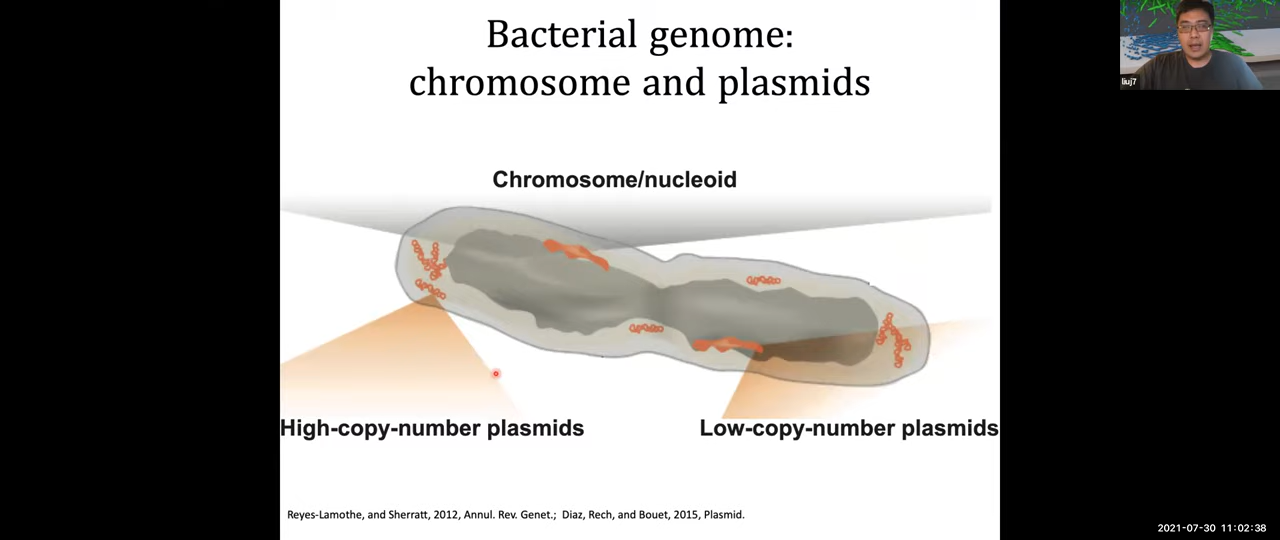 Bacterial genome:
chromosome and plasmids
liuj7
Chromosome/nucleoid
High-copy-number plasmids
Low-copy-number plasmids
Reyes-Lamothe, and Sherratt, 2012, Annul. Rev. Genet.; Diaz, Rech, and Bouet, 2015, Plasmid.
2021-07-30 11:02:38